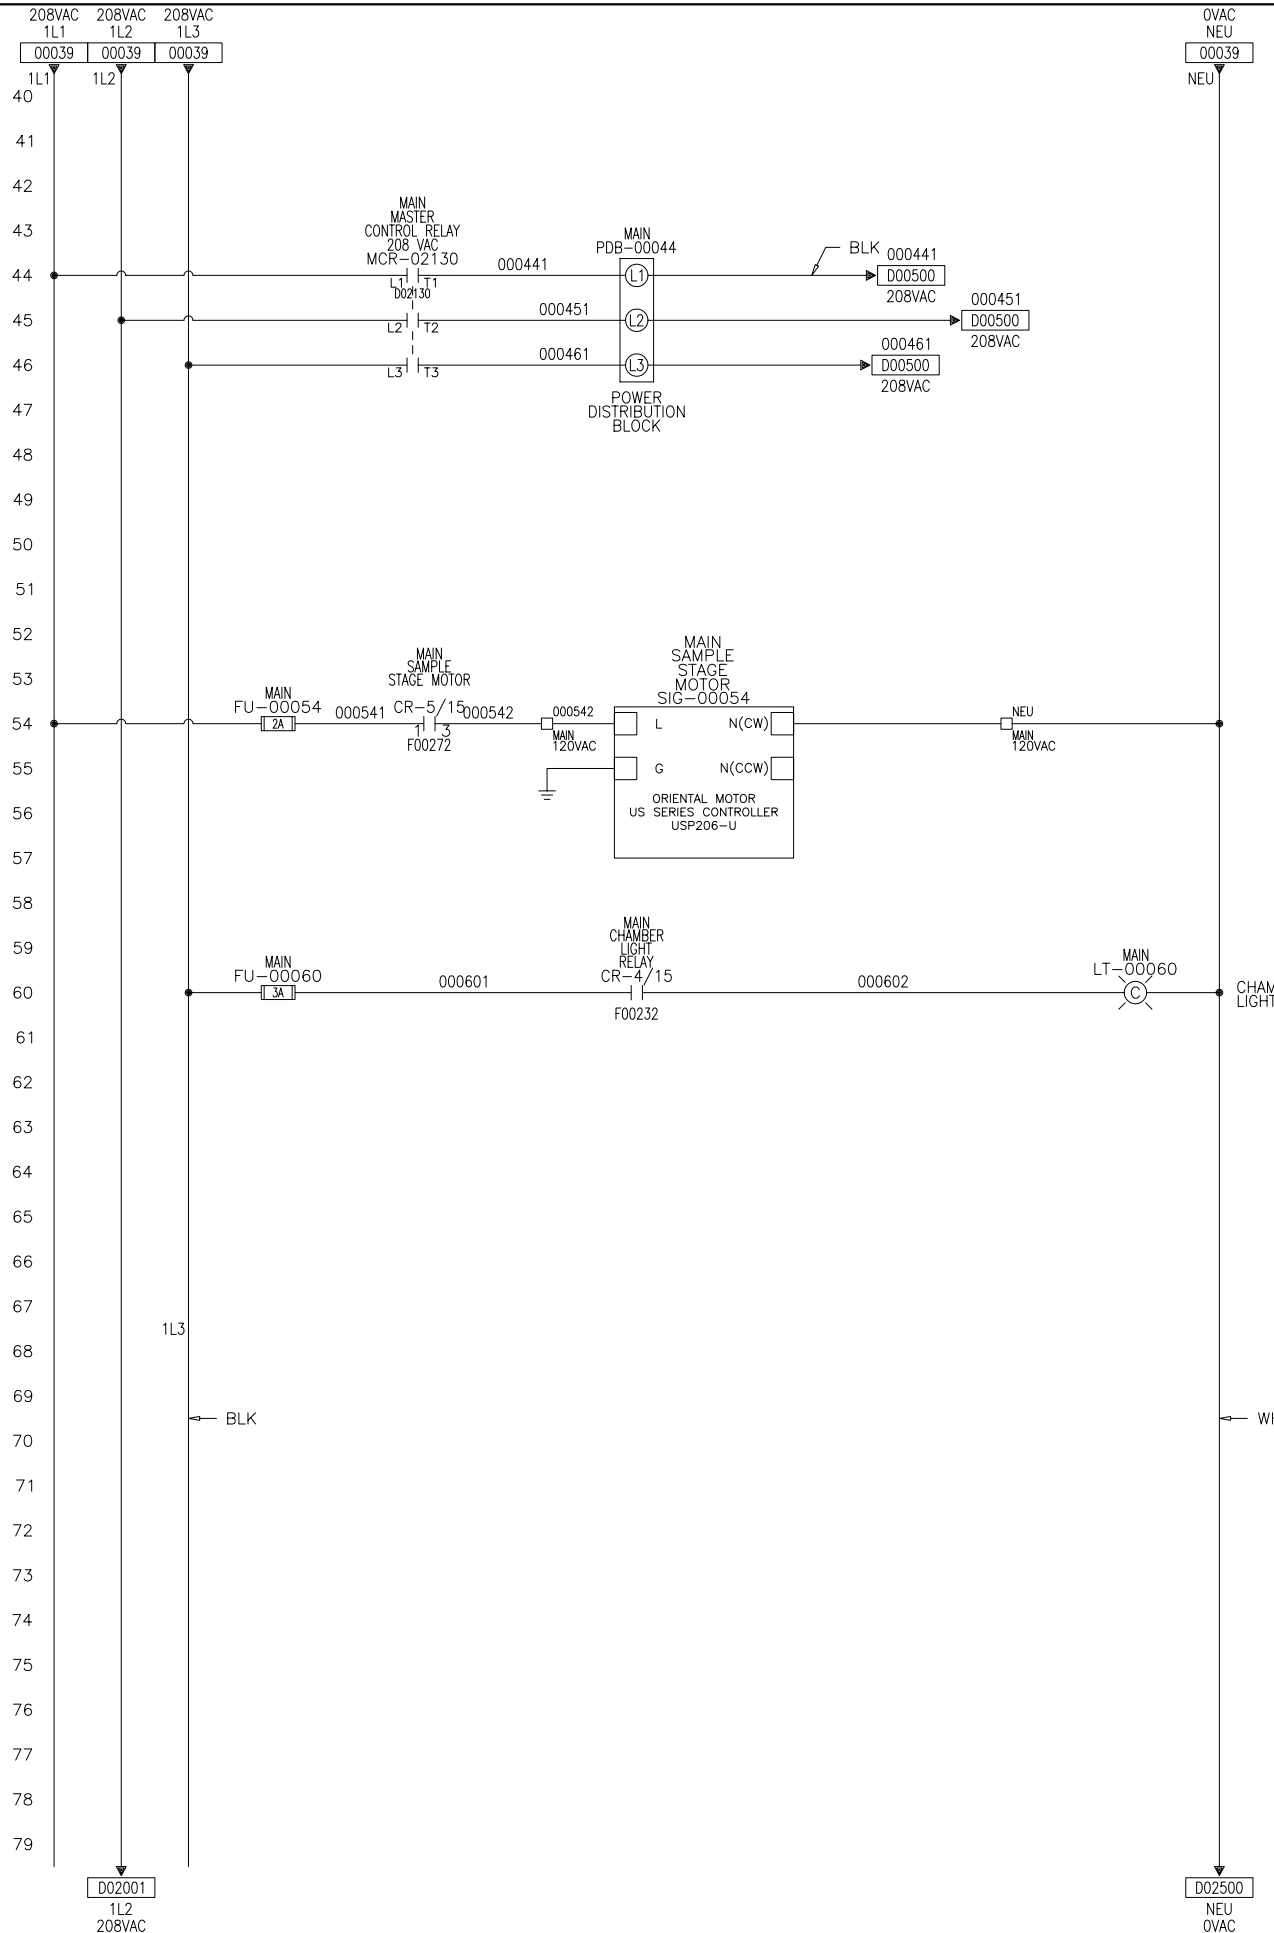 208VAC 208VAC 208VAC 0VAC
1L1 1L2 1L3 NEU
00039 00039 00039 00039
1L1 1L2 NEU
40
41
42
MAIN
MASTER
43 CONTROL RELAY MAIN
208 VAC PDB-00044 BLK
MCR-02130 000441 000441
44 L1 D00500
L1 T1 208VAC
D02130
000451 000451
45 L2 D00500
L2 T2 208VAC
000461 000461
46 L3 D00500
L3 T3 208VAC
POWER
47 DISTRIBUTION
BLOCK
48
49
50
51
52
MAIN
SAMPLE
STAGE
MOTOR
SIG-00054
MAIN
SAMPLE
53 STAGE MOTOR
MAIN
FU-00054 000541 CR-5/15 000542 000542 NEU
54 2A L N(CW)
1 3 MAIN MAIN
F00272 120VAC 120VAC
55 G N(CCW)
ORIENTAL MOTOR
56 US SERIES CONTROLLER
USP206-U
57
58
MAIN
CHAMBER
59 LIGHT
MAIN RELAY MAIN
FU-00060 000601 CR-4/15 000602 LT-00060
60 3A C CHAM
F00232 LIGHT
61
62
63
64
65
66
67
1L3
68
69
BLK WH
70
71
72
73
74
75
76
77
78
79
D02001 D02500
1L2 NEU
208VAC 0VAC